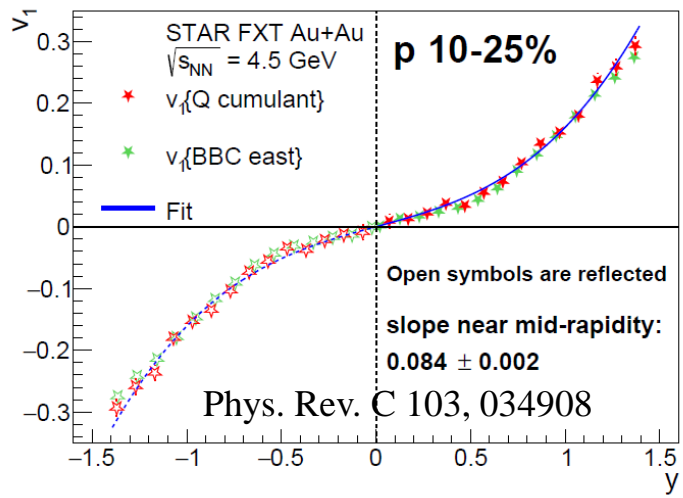 v₁
STAR FXT Au+Au
√s_NN = 4.5 GeV
p 10-25%
v₁{Q cumulant}
v₁{BBC east}
Fit
Open symbols are reflected
slope near mid-rapidity:
0.084 ± 0.002
Phys. Rev. C 103, 034908
0.3
0.2
0.1
0
−0.1
−0.2
−0.3
−1.5 −1 −0.5 0 0.5 1 1.5
y